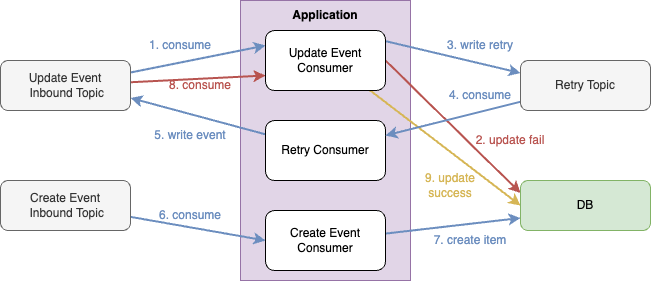 Application
1. consume
Update Event
Consumer
3. write retry
Update Event
Inbound Topic
8. consume
4. consume
Retry Topic
5. write event
Retry Consumer
2. update fail
9. update
success
Create Event
Inbound Topic
6. consume
DB
Create Event
Consumer
7. create item